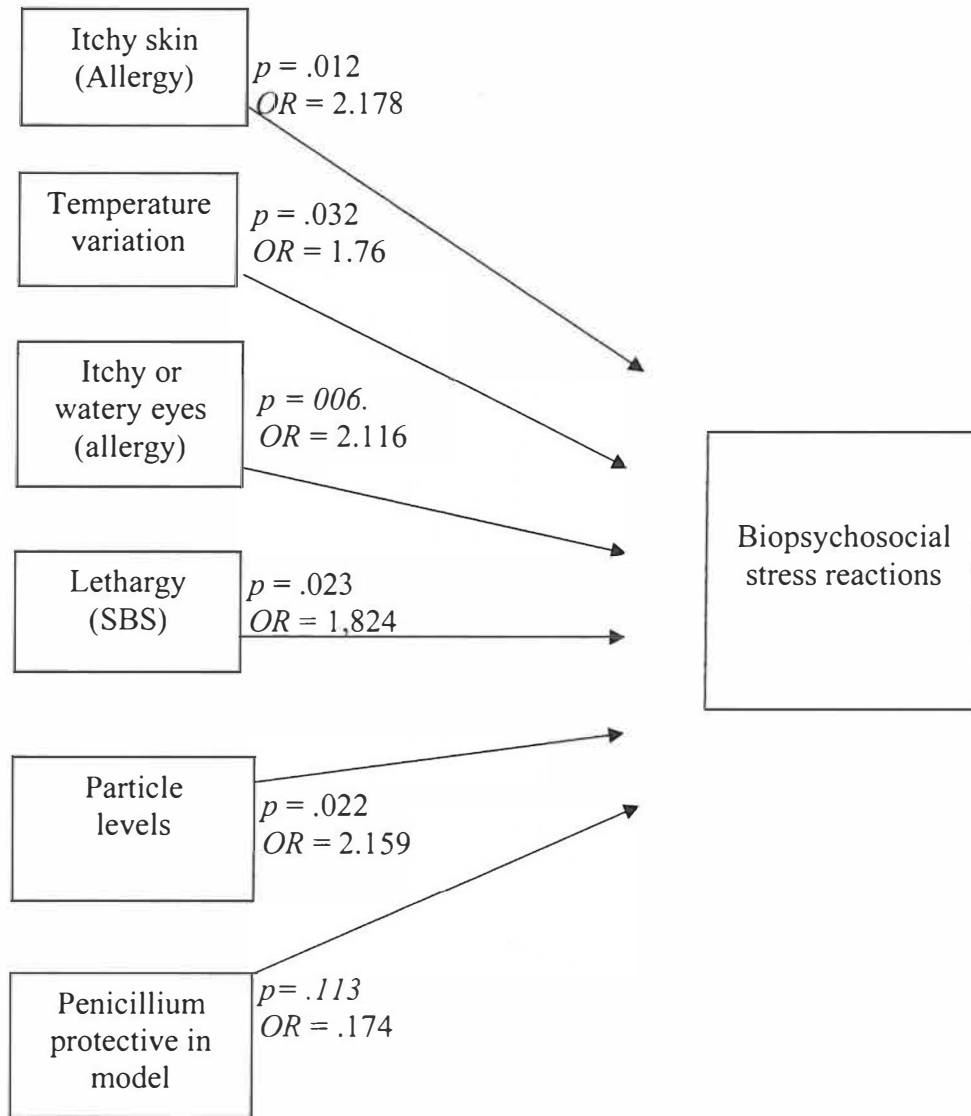 Itchy skin
(Allergy)
p = .012
OR = 2.178
Temperature
variation
p = .032
OR = 1.76
Itchy or
watery eyes
(allergy)
p = 006.
OR = 2.116
Lethargy
(SBS)
p = .023
OR = 1,824
Particle
levels
p = .022
OR = 2.159
Penicillium
protective in
model
p= .113
OR = .174
Biopsychosocial
stress reactions